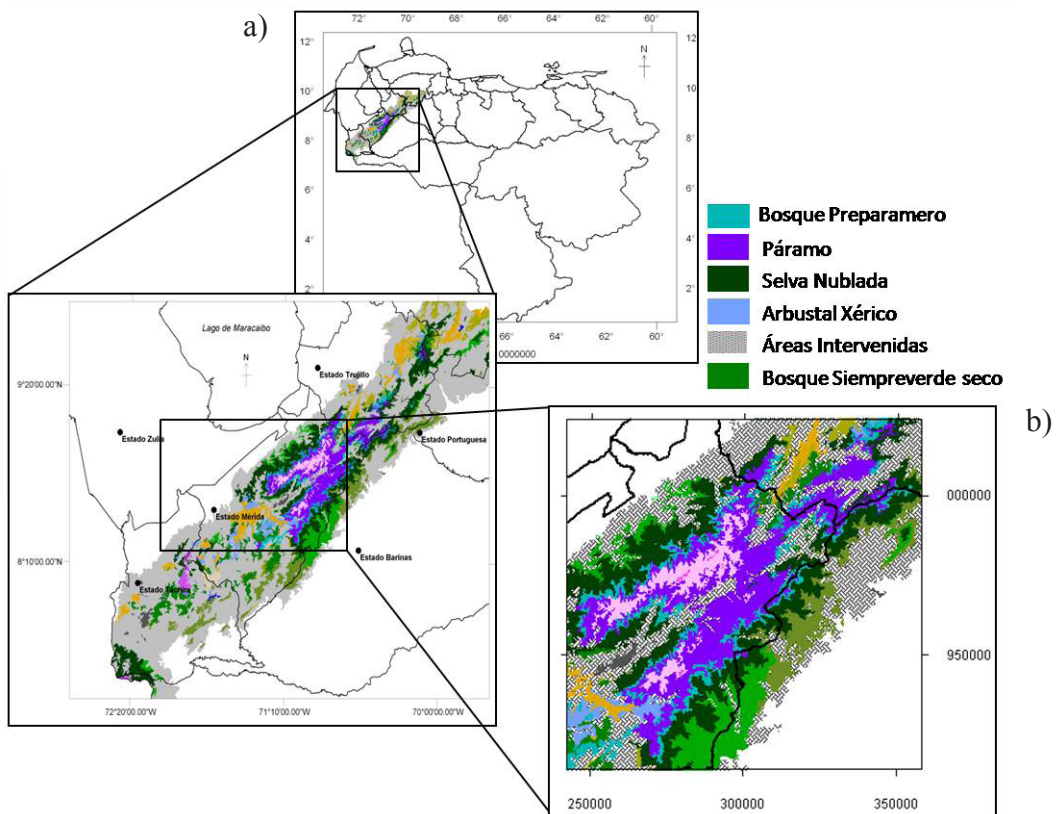 a)
72° 70° 68° 66° 64° 62° 60°
12° 12
N
10° 10
8° 8°
6° 6°
4° 4°
2° 2°
66° 64° 62° 60°
0000000
Bosque Preparamero
Páramo
Selva Nublada
Arbustal Xérico
Áreas Intervenidas
Bosque Siempreverde seco
Lago de Maracaibo
N
9°20'00.00"N
Estado Trujillo
Estado Zulia
Estado Portuguesa
Estado Mérida
8°10'00.00"N
Estado Barinas
Estado Táchira
72°20'00.00"W 71°10'00.00"W 70°00'00.00"W
b)
000000
950000
250000 300000 350000